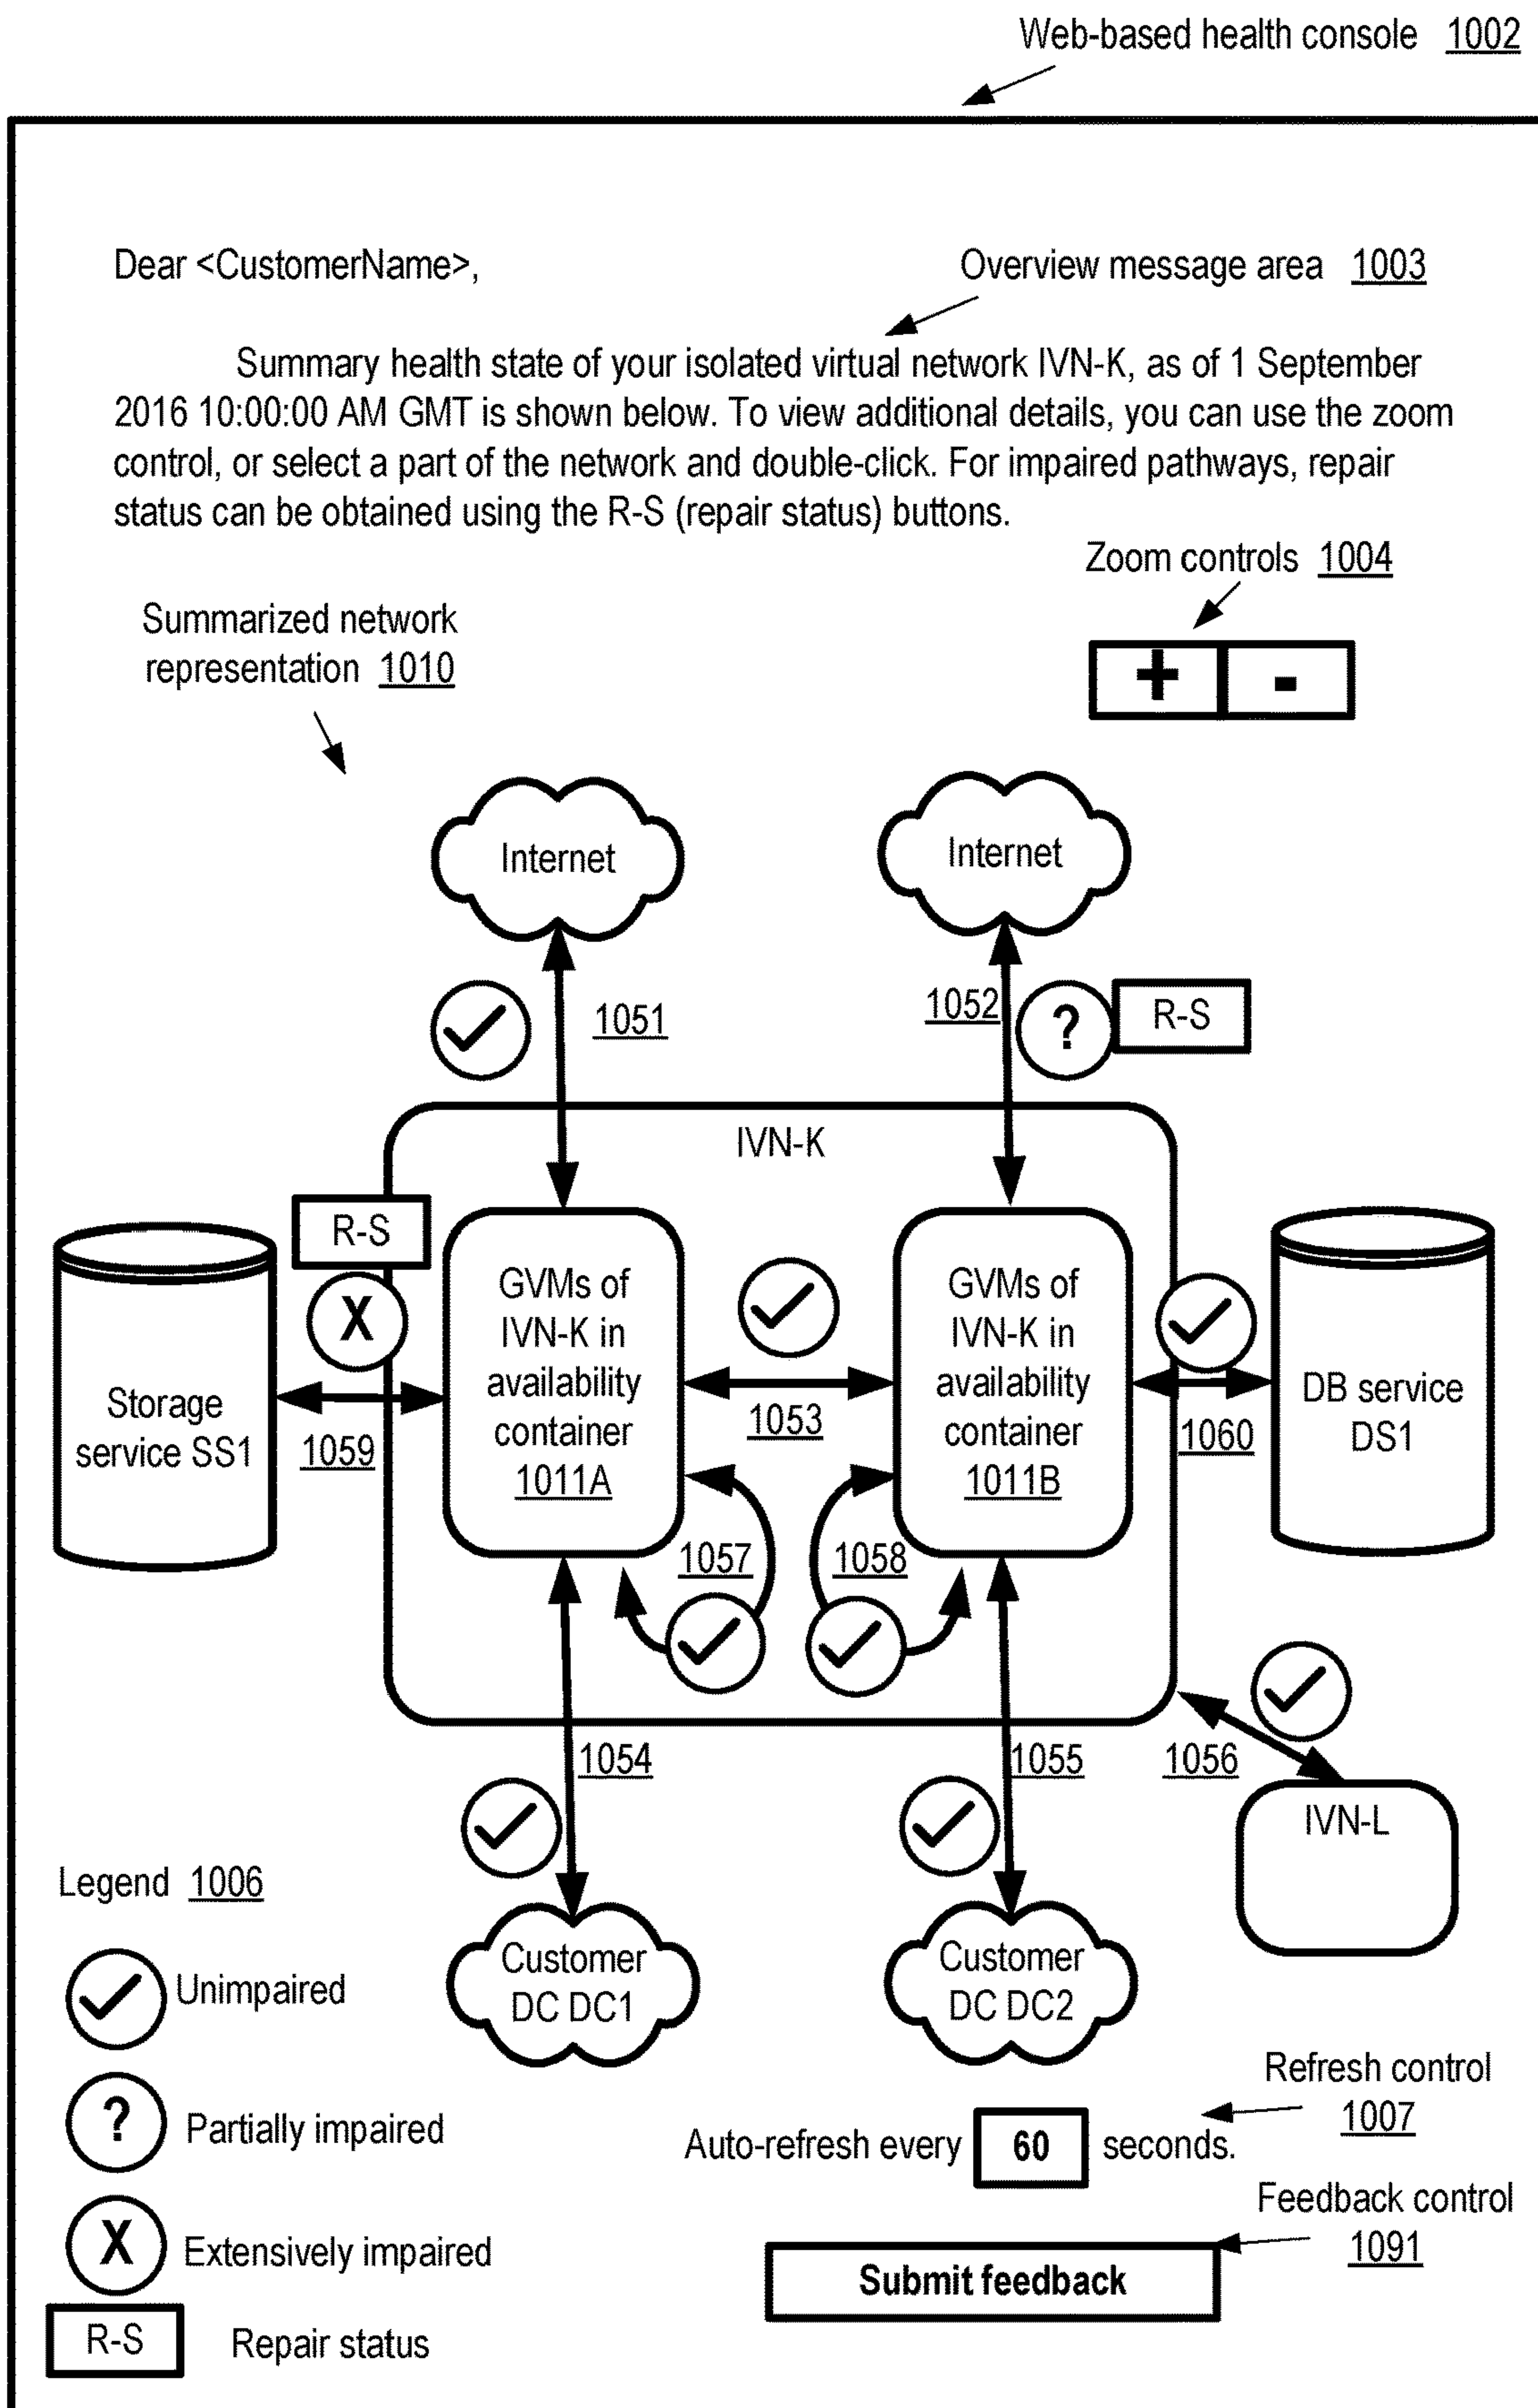 Web-based health console 1002
Dear <CustomerName>,
Overview message area 1003
Summary health state of your isolated virtual network IVN-K, as of 1 September
2016 10:00:00 AM GMT is shown below. To view additional details, you can use the zoom
control, or select a part of the network and double-click. For impaired pathways, repair
status can be obtained using the R-S (repair status) buttons.
Zoom controls 1004
+ -
Summarized network
representation 1010
Internet
Internet
1051
1052
?
R-S
IVN-K
R-S
X
Storage
service SS1
1059
GVMs of
IVN-K in
availability
container
1011A
1053
GVMs of
IVN-K in
availability
container
1011B
1060
DB service
DS1
1057
1058
1054
1055
1056
IVN-L
Customer
DC DC1
Customer
DC DC2
Legend 1006
Unimpaired
? Partially impaired
X Extensively impaired
R-S Repair status
Refresh control
1007
Auto-refresh every 60 seconds.
Feedback control
1091
Submit feedback